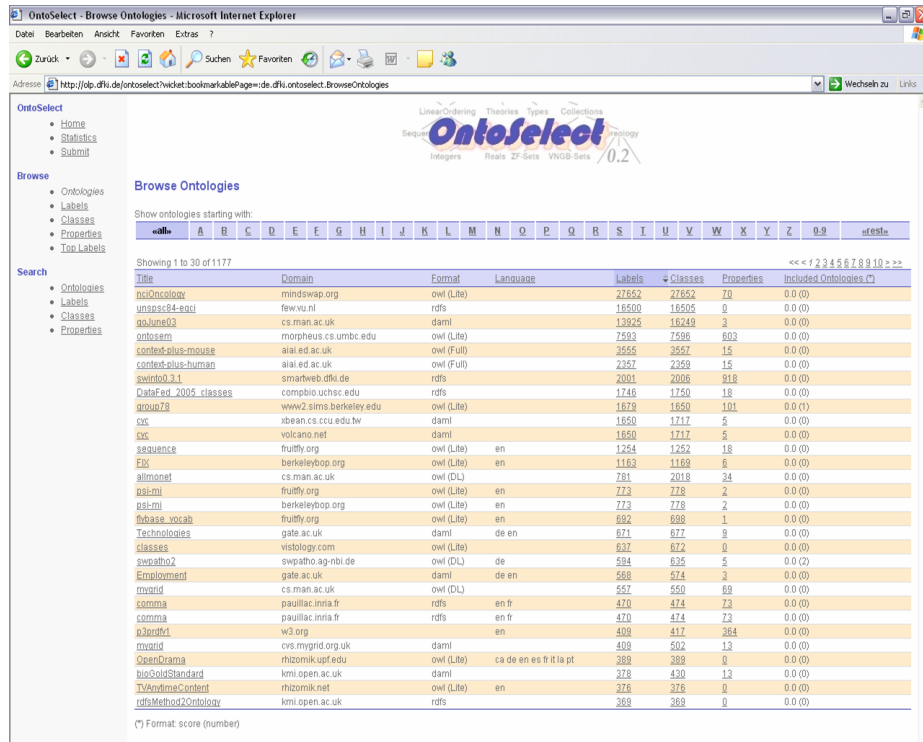 OntoSelect - Browse Ontologies - Microsoft Internet Explorer
Datei Bearbeiten Ansicht Favoriten Extras ?
Zurück Suchen Favoriten
Adresse http://olp.dfki.de/ontoselect?wicket:bookmarkablePage=:de.dfki.ontoselect.BrowseOntologies Wechseln zu Links
OntoSelect
Home
Statistics
Submit
Browse
Ontologies
Labels
Classes
Properties
Top Labels
Search
Ontologies
Labels
Classes
Properties
LinearOrdering Theories Types Collections
OntoSelect
Integers Reals ZF-Sets VNGB-Sets 0.2
Browse Ontologies
Show ontologies starting with:
«all» A B C D E F G H I J K L M N O P Q R S T U V W X Y Z 0-9 «rest»
Showing 1 to 30 of 1177 << < 1 2 3 4 5 6 7 8 9 10 > >>
Title Domain Format Language Labels Classes Properties Included Ontologies (*)
nciOncology mindswap.org owl (Lite) 27652 27652 70 0.0 (0)
unspsc84-eqci few.vu.nl rdfs 16500 16505 0 0.0 (0)
goJune03 cs.man.ac.uk daml 13925 16249 3 0.0 (0)
ontosem morpheus.cs.umbc.edu owl (Lite) 7593 7596 603 0.0 (0)
context-plus-mouse aiai.ed.ac.uk owl (Full) 3555 3557 15 0.0 (0)
context-plus-human aiai.ed.ac.uk owl (Full) 2357 2359 15 0.0 (0)
swinto0.3.1 smartweb.dfki.de rdfs 2001 2006 918 0.0 (0)
DataFed_2005_classes compbio.uchsc.edu rdfs 1746 1750 18 0.0 (0)
group78 www2.sims.berkeley.edu owl (Lite) 1679 1650 101 0.0 (1)
cyc xbean.cs.ccu.edu.tw daml 1650 1717 5 0.0 (0)
cyc volcano.net daml 1650 1717 5 0.0 (0)
sequence fruitfly.org owl (Lite) en 1254 1252 18 0.0 (0)
FIX berkeleybop.org owl (Lite) en 1163 1169 6 0.0 (0)
allmonet cs.man.ac.uk owl (DL) 781 2018 34 0.0 (0)
psi-mi fruitfly.org owl (Lite) en 773 778 2 0.0 (0)
psi-mi berkeleybop.org owl (Lite) en 773 778 2 0.0 (0)
flybase_vocab fruitfly.org owl (Lite) en 692 698 1 0.0 (0)
Technologies gate.ac.uk daml de en 671 677 9 0.0 (0)
classes vistology.com owl (Lite) 637 672 0 0.0 (0)
swpatho2 swpatho.ag-nbi.de owl (DL) de 594 635 5 0.0 (2)
Employment gate.ac.uk daml de en 568 574 3 0.0 (0)
mygrid cs.man.ac.uk owl (DL) 557 550 69 0.0 (0)
comma pauillac.inria.fr rdfs en fr 470 474 73 0.0 (0)
comma pauillac.inria.fr rdfs en fr 470 474 73 0.0 (0)
p3prdfv1 w3.org en 409 417 364 0.0 (0)
mygrid cvs.mygrid.org.uk daml 409 502 13 0.0 (0)
OpenDrama rhizomik.upf.edu owl (Lite) ca de en es fr it la pt 389 389 0 0.0 (0)
bioGoldStandard kmi.open.ac.uk daml 378 430 13 0.0 (0)
TVAnytimeContent rhizomik.net owl (Lite) en 376 376 0 0.0 (0)
rdfsMethod2Ontology kmi.open.ac.uk rdfs 369 369 0 0.0 (0)
(*) Format: score (number)